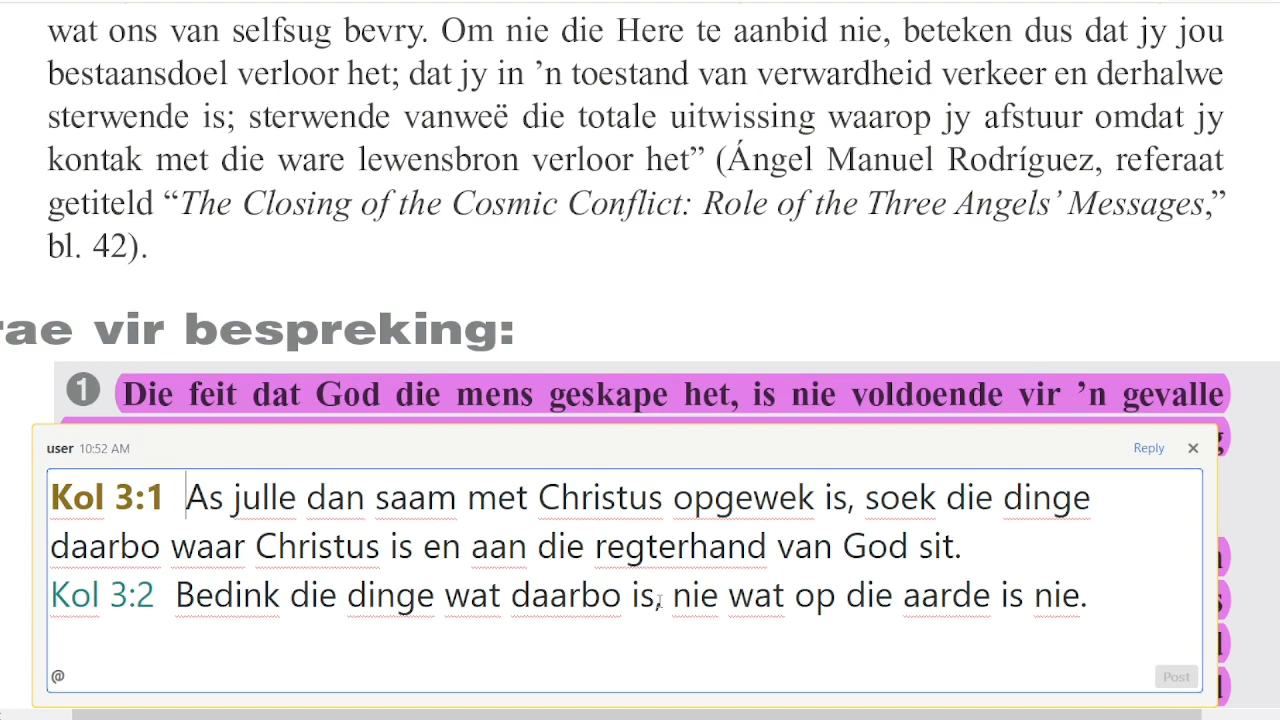 wat ons van selfsug bevry. Om nie die Here te aanbid nie, beteken dus dat jy jou
bestaansdoel verloor het; dat jy in ’n toestand van verwardheid verkeer en derhalwe
sterwende is; sterwende vanweë die totale uitwissing waarop jy afstuur omdat jy
kontak met die ware lewensbron verloor het” (Ángel Manuel Rodríguez, referaat
getiteld “The Closing of the Cosmic Conflict: Role of the Three Angels’ Messages,”
bl. 42).
rae vir bespreking:
1 Die feit dat God die mens geskape het, is nie voldoende vir ’n gevalle
user 10:52 AM Reply ×
Kol 3:1 As julle dan saam met Christus opgewek is, soek die dinge
daarbo waar Christus is en aan die regterhand van God sit.
Kol 3:2 Bedink die dinge wat daarbo is, nie wat op die aarde is nie.
@ Post